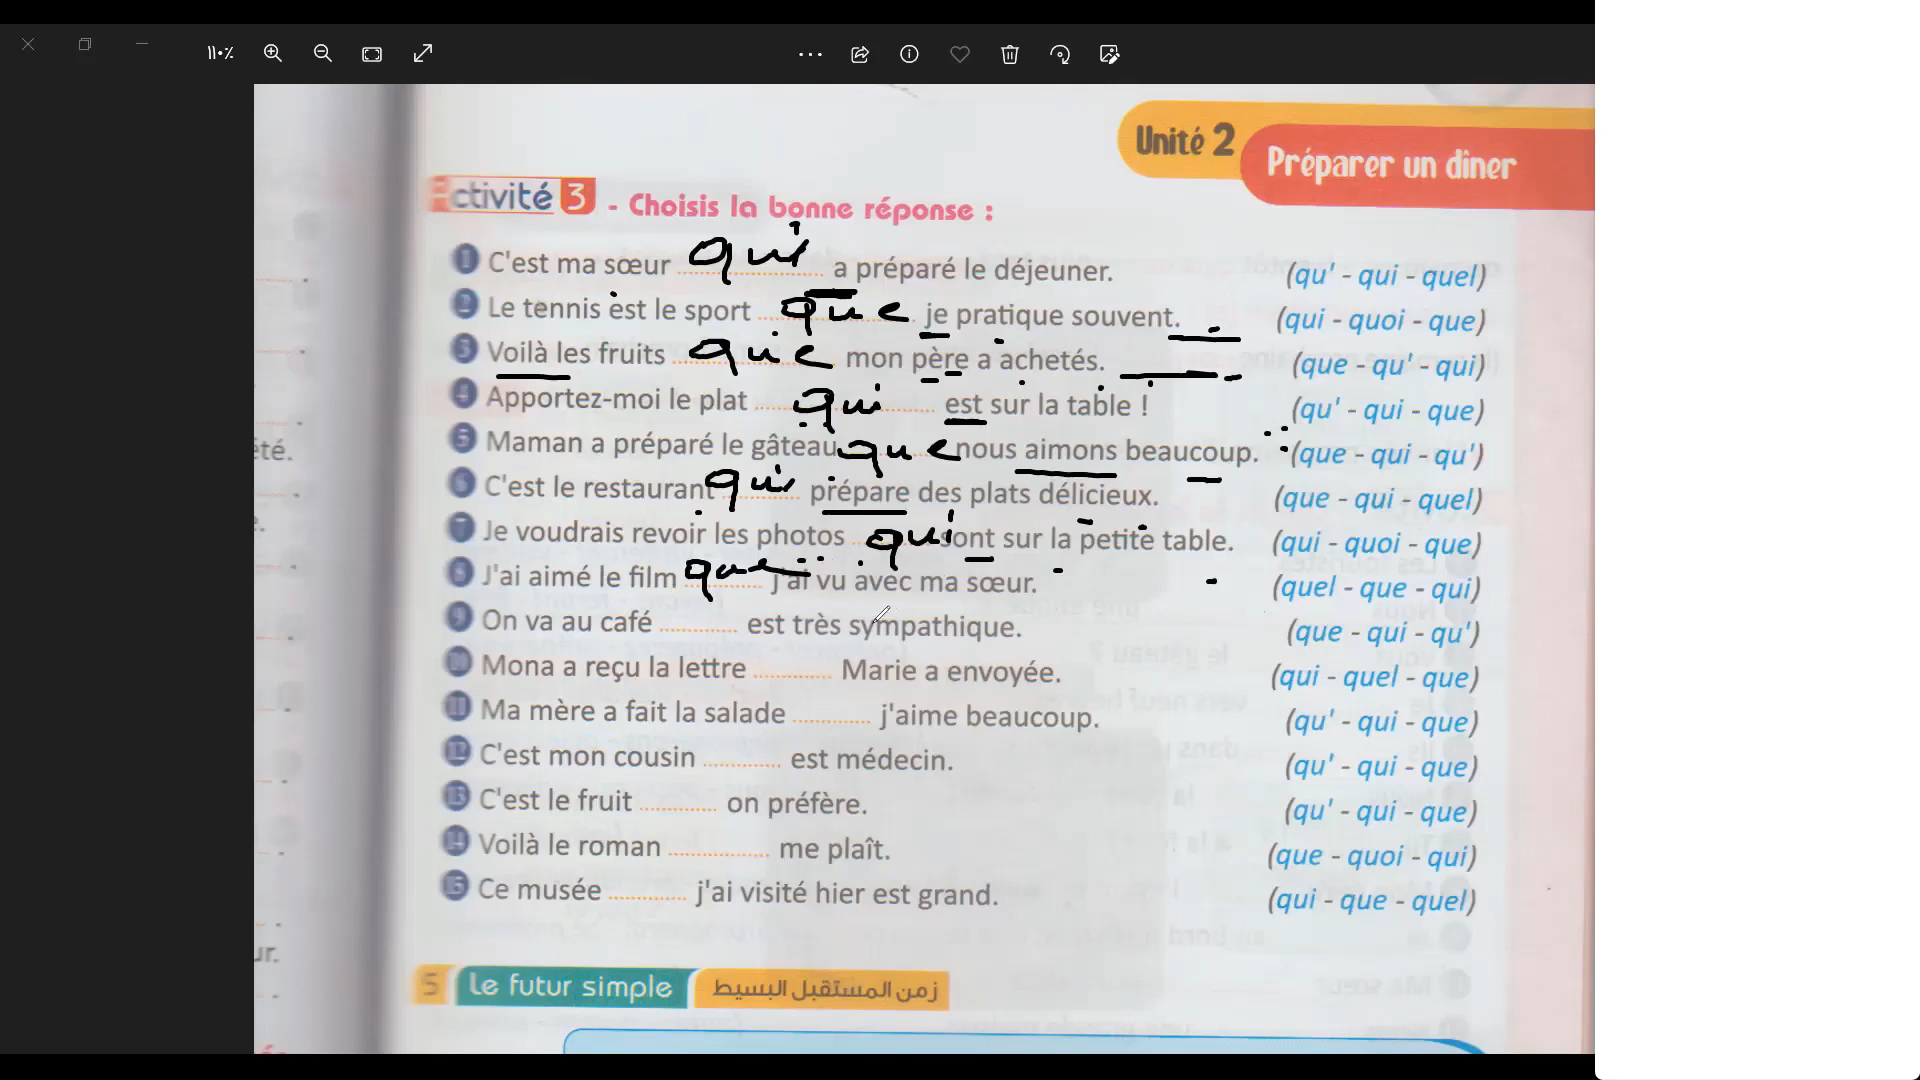 ١١٠٪
Unité 2
Préparer un dîner
Activité 3 - Choisis la bonne réponse :
1 C'est ma sœur qui a préparé le déjeuner. (qu' - qui - quel)
2 Le tennis est le sport que je pratique souvent. (qui - quoi - que)
3 Voilà les fruits que mon père a achetés. (que - qu' - qui)
4 Apportez-moi le plat qui est sur la table ! (qu' - qui - que)
5 Maman a préparé le gâteau que nous aimons beaucoup. (que - qui - qu')
6 C'est le restaurant qui prépare des plats délicieux. (que - qui - quel)
7 Je voudrais revoir les photos qui sont sur la petite table. (qui - quoi - que)
8 J'ai aimé le film que j'ai vu avec ma sœur. (quel - que - qui)
9 On va au café .......... est très sympathique. (que - qui - qu')
10 Mona a reçu la lettre .......... Marie a envoyée. (qui - quel - que)
11 Ma mère a fait la salade .......... j'aime beaucoup. (qu' - qui - que)
12 C'est mon cousin .......... est médecin. (qu' - qui - que)
13 C'est le fruit .......... on préfère. (qu' - qui - que)
14 Voilà le roman .......... me plaît. (que - quoi - qui)
15 Ce musée .......... j'ai visité hier est grand. (qui - que - quel)
5 Le futur simple زمن المستقبل البسيط